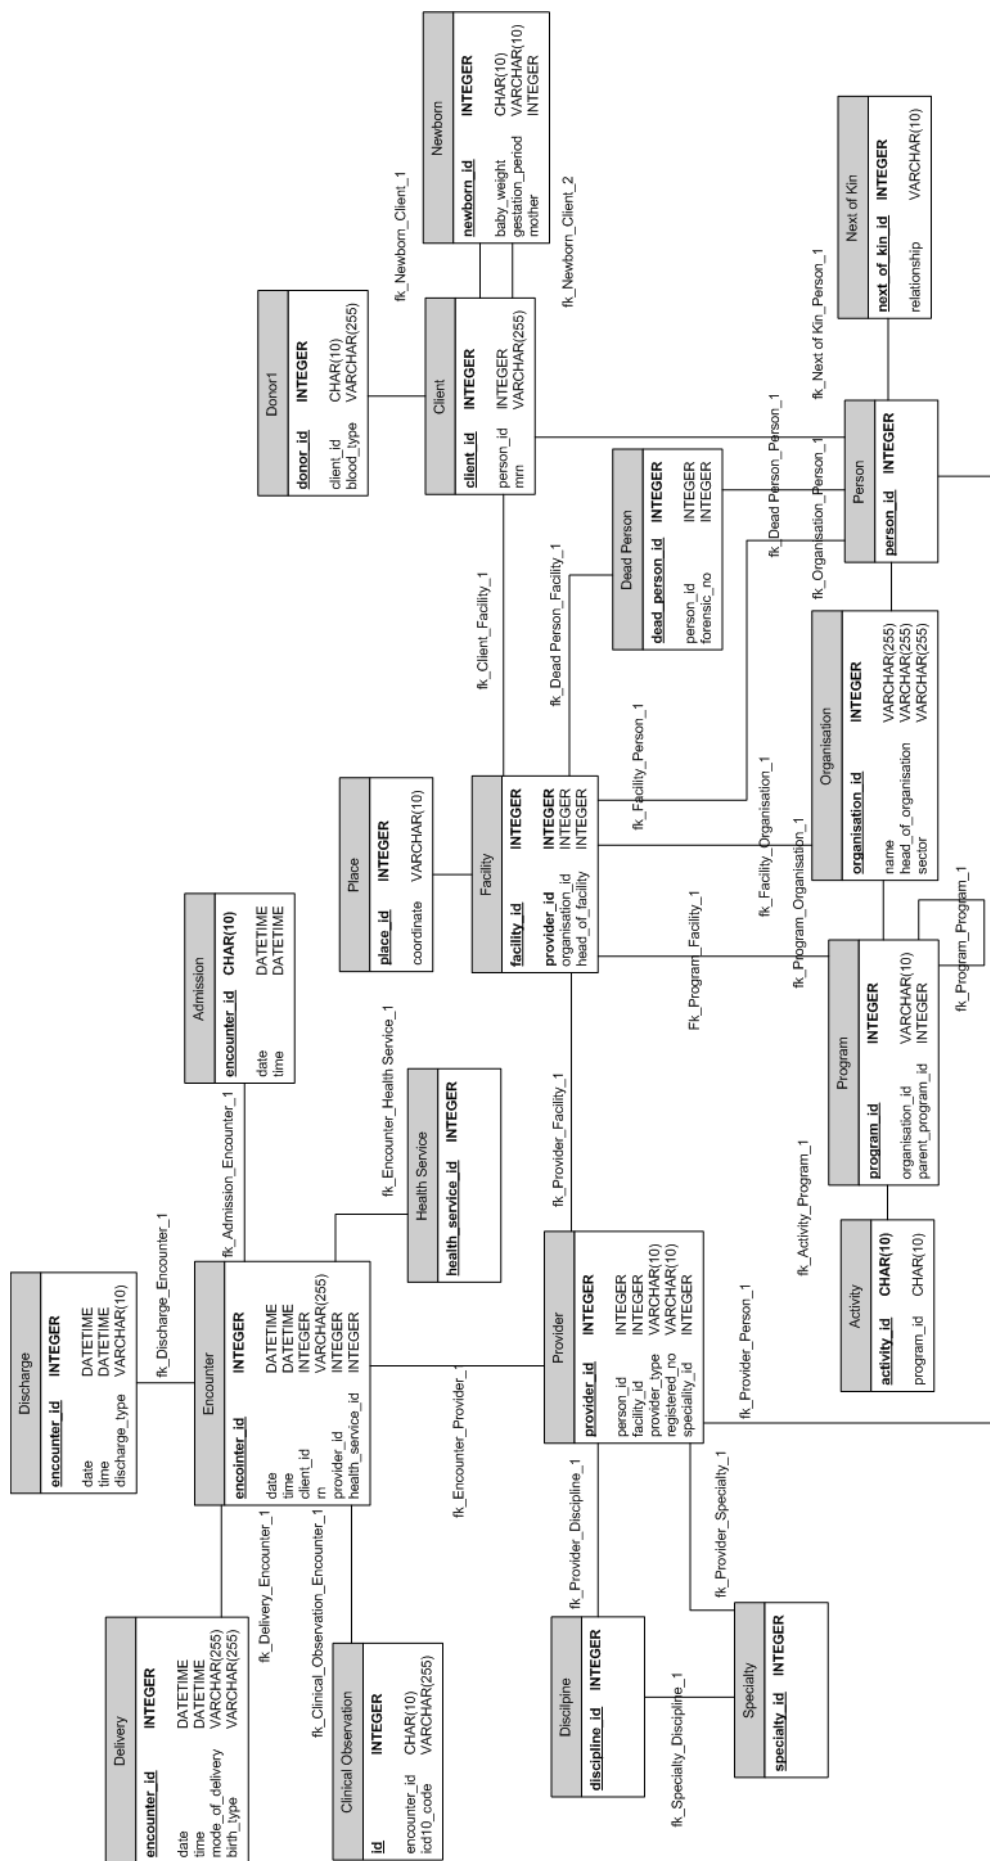 Delivery
encounter_id INTEGER
date DATETIME
time DATETIME
mode_of_delivery VARCHAR(255)
birth_type VARCHAR(255)
Discharge
encounter_id INTEGER
date DATETIME
time DATETIME
discharge_type VARCHAR(10)
fk_Discharge_Encounter_1
Admission
encounter_id CHAR(10)
date DATETIME
time DATETIME
fk_Admission_Encounter_1
fk_Delivery_Encounter_1
Encounter
encointer_id INTEGER
date DATETIME
time DATETIME
client_id INTEGER
rn VARCHAR(255)
provider_id INTEGER
health_service_id INTEGER
fk_Clinical_Observation_Encounter_1
Clinical Observation
id INTEGER
encounter_id CHAR(10)
icd10_code VARCHAR(255)
fk_Encounter_Health Service_1
Health Service
health_service_id INTEGER
fk_Encounter_Provider_1
Place
place_id INTEGER
coordinate VARCHAR(10)
Donor1
donor_id INTEGER
client_id CHAR(10)
blood_type VARCHAR(255)
fk_Newborn_Client_1
Newborn
newborn_id INTEGER
baby_weight CHAR(10)
gestation_period VARCHAR(10)
mother INTEGER
fk_Newborn_Client_2
Client
client_id INTEGER
person_id INTEGER
mrn VARCHAR(255)
fk_Client_Facility_1
Facility
facility_id INTEGER
provider_id INTEGER
organisation_id INTEGER
head_of_facility INTEGER
fk_Dead Person_Facility_1
fk_Provider_Facility_1
Provider
provider_id INTEGER
person_id INTEGER
facility_id INTEGER
provider_type VARCHAR(10)
registered_no VARCHAR(10)
speciality_id INTEGER
fk_Provider_Discipline_1
Discilpine
discipline_id INTEGER
fk_Specialty_Discipline_1
fk_Provider_Specialty_1
Specialty
specialty_id INTEGER
fk_Provider_Person_1
fk_Facility_Person_1
Dead Person
dead_person_id INTEGER
person_id INTEGER
forensic_no INTEGER
Fk_Program_Facility_1
fk_Facility_Organisation_1
fk_Program_Organisation_1
fk_Dead Person_Person_1
fk_Organisation_Person_1
fk_Next of Kin_Person_1
fk_Activity_Program_1
Activity
activity_id CHAR(10)
program_id CHAR(10)
Program
program_id INTEGER
organisation_id VARCHAR(10)
parent_program_id INTEGER
fk_Program_Program_1
Organisation
organisation_id INTEGER
name VARCHAR(255)
head_of_organisation VARCHAR(255)
sector VARCHAR(255)
Person
person_id INTEGER
Next of Kin
next_of_kin_id INTEGER
relationship VARCHAR(10)